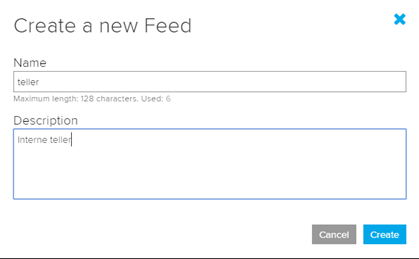 Create a new Feed
Name
teller
Maximum length: 128 characters. Used: 6
Description
Interne teller
Cancel Create